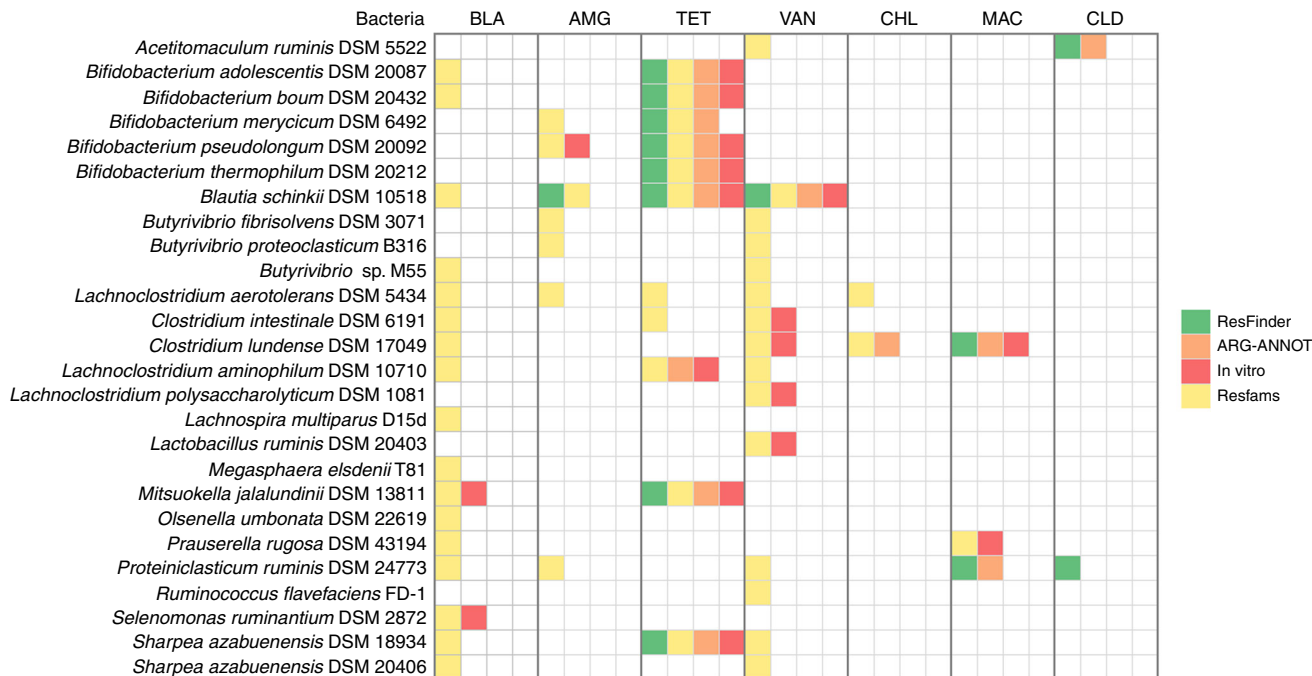 Bacteria BLA AMG TET VAN CHL MAC CLD
Acetitomaculum ruminis DSM 5522
Bifidobacterium adolescentis DSM 20087
Bifidobacterium boum DSM 20432
Bifidobacterium merycicum DSM 6492
Bifidobacterium pseudolongum DSM 20092
Bifidobacterium thermophilum DSM 20212
Blautia schinkii DSM 10518
Butyrivibrio fibrisolvens DSM 3071
Butyrivibrio proteoclasticum B316
Butyrivibrio sp. M55
Lachnoclostridium aerotolerans DSM 5434
Clostridium intestinale DSM 6191
Clostridium lundense DSM 17049
Lachnoclostridium aminophilum DSM 10710
Lachnoclostridium polysaccharolyticum DSM 1081
Lachnospira multiparus D15d
Lactobacillus ruminis DSM 20403
Megasphaera elsdenii T81
Mitsuokella jalalundinii DSM 13811
Olsenella umbonata DSM 22619
Prauserella rugosa DSM 43194
Proteiniclasticum ruminis DSM 24773
Ruminococcus flavefaciens FD-1
Selenomonas ruminantium DSM 2872
Sharpea azabuenensis DSM 18934
Sharpea azabuenensis DSM 20406
ResFinder
ARG-ANNOT
In vitro
Resfams